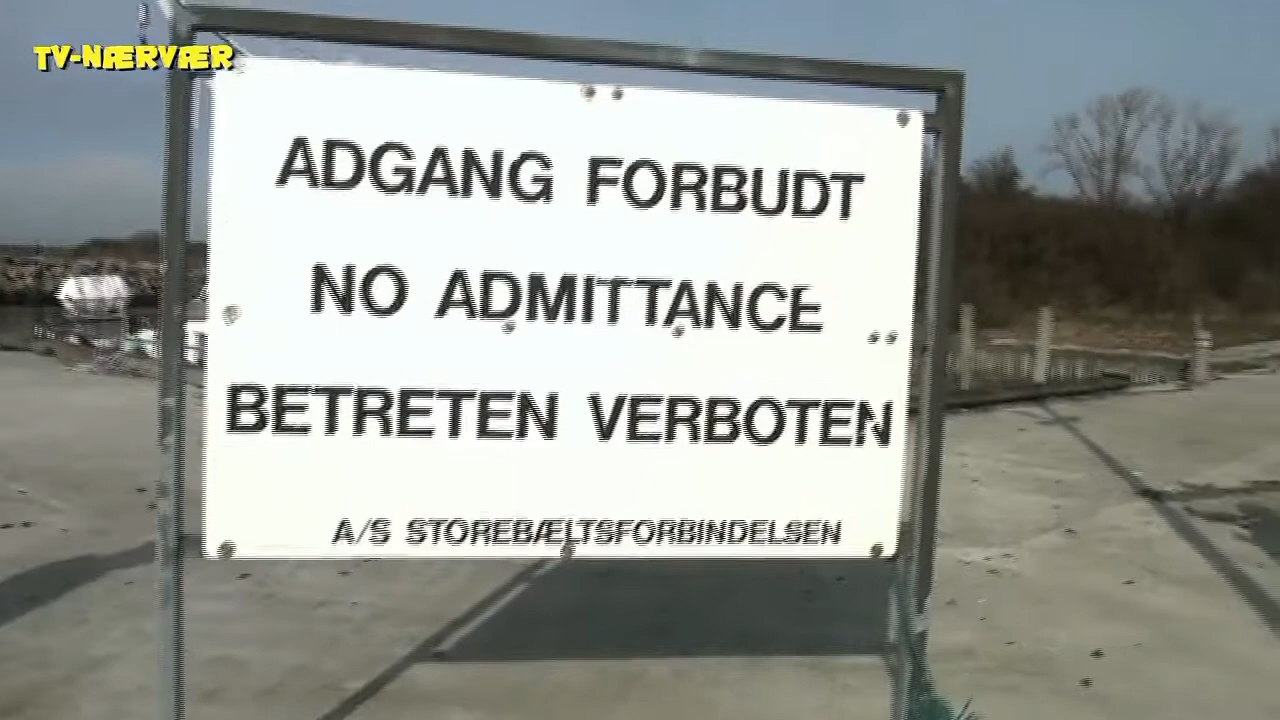 TV-NÆRVÆR
ADGANG FORBUDT
NO ADMITTANCE
BETRETEN VERBOTEN
A/S STOREBÆLTSFORBINDELSEN